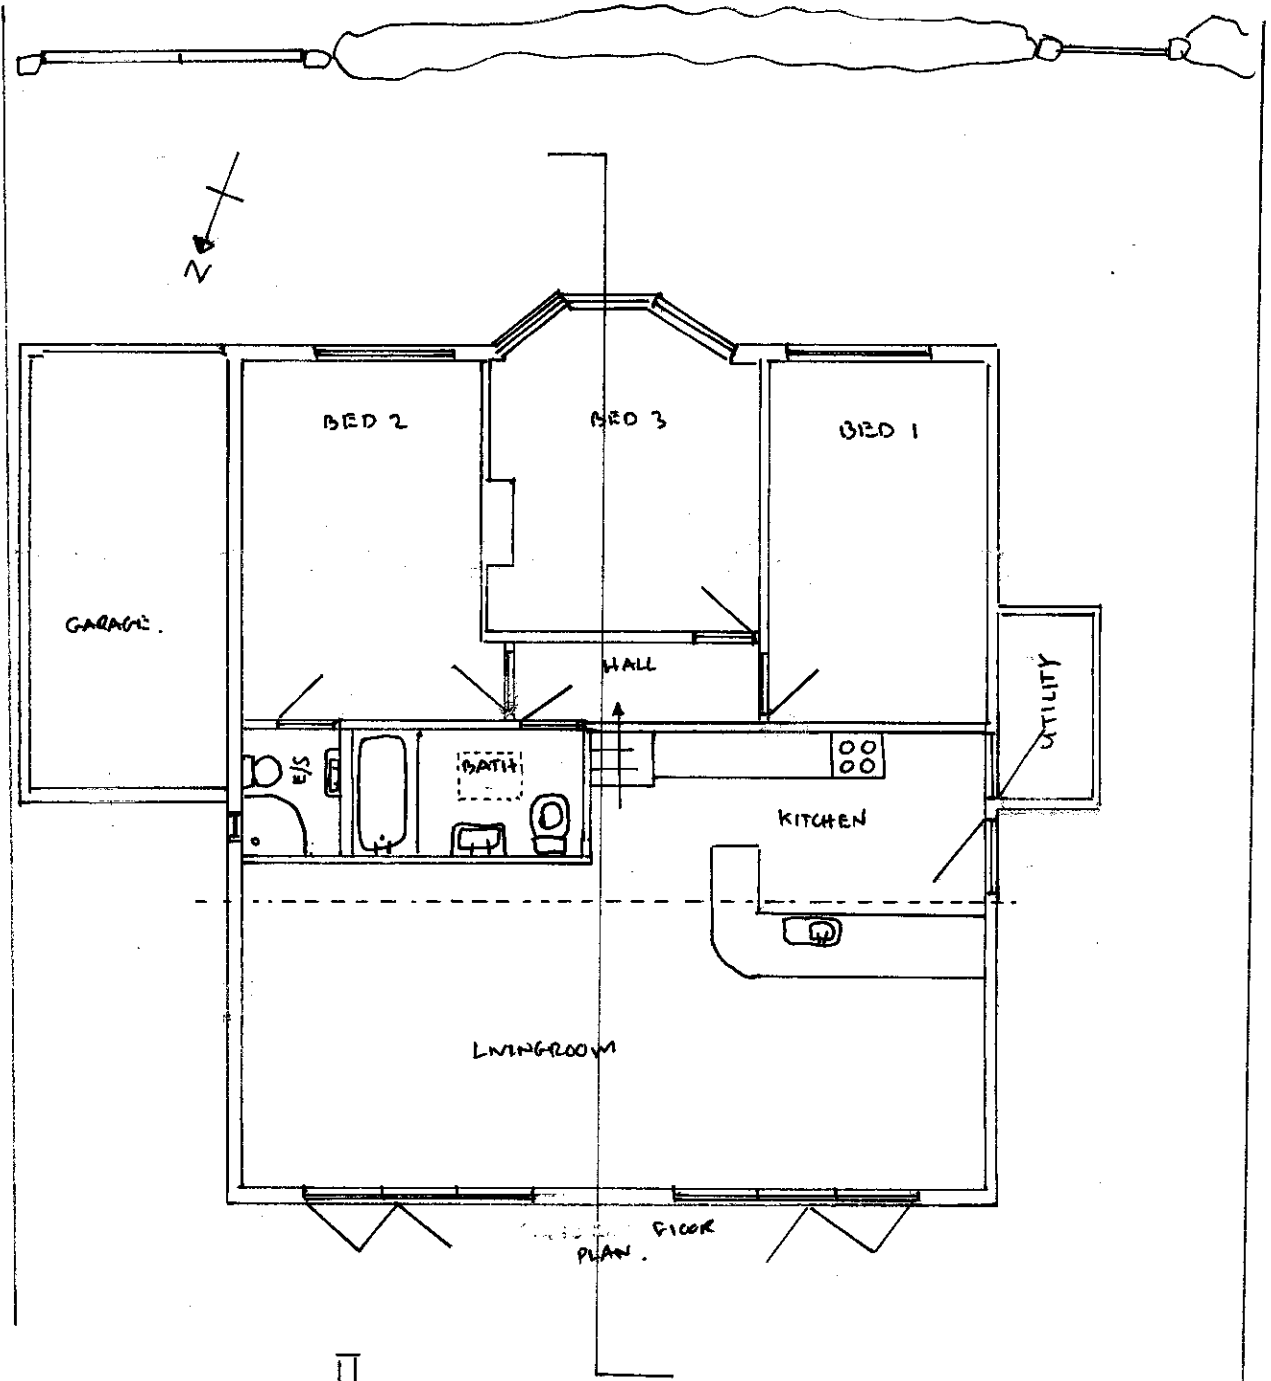 N
BED 2
BED 3
BED 1
GARAGE.
HALL
UTILITY
E/S
BATH
KITCHEN
LIVINGROOM
FLOOR
PLAN.